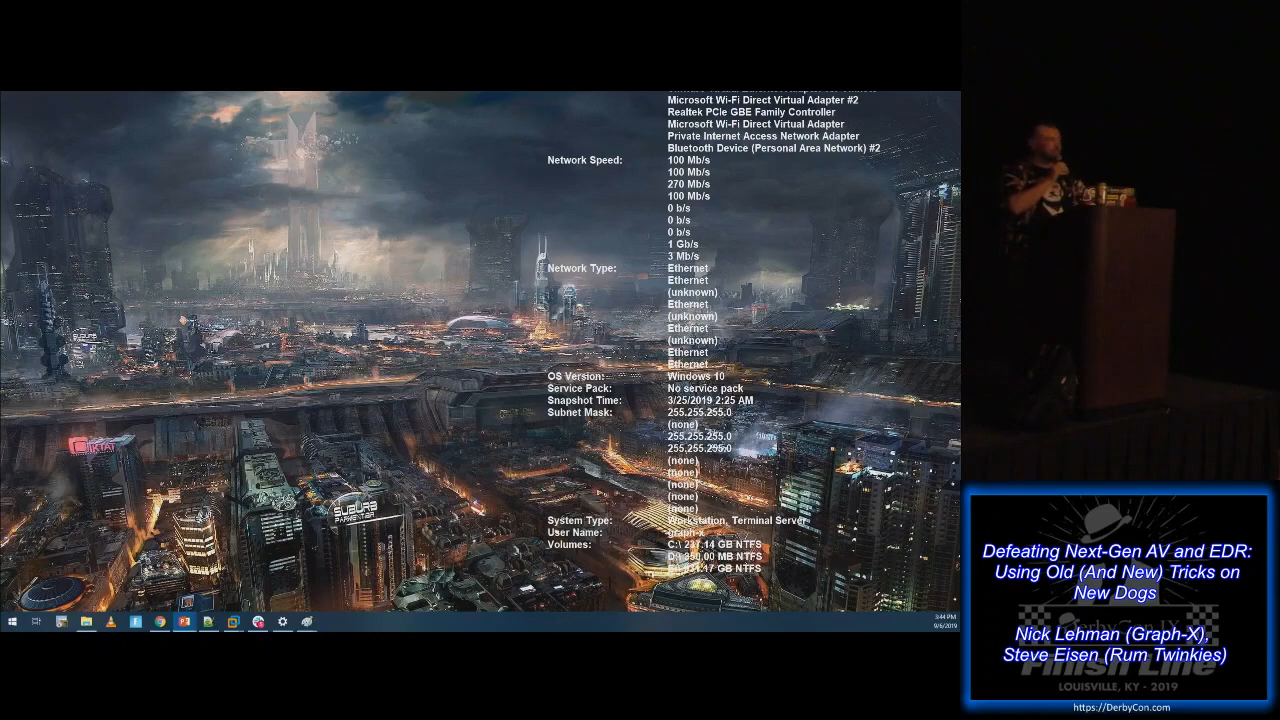 Microsoft Wi-Fi Direct Virtual Adapter #2
Realtek PCIe GBE Family Controller
Microsoft Wi-Fi Direct Virtual Adapter
Private Internet Access Network Adapter
Bluetooth Device (Personal Area Network) #2
Network Speed: 100 Mb/s
100 Mb/s
270 Mb/s
100 Mb/s
0 b/s
0 b/s
0 b/s
1 Gb/s
3 Mb/s
Network Type: Ethernet
Ethernet
(unknown)
Ethernet
(unknown)
Ethernet
(unknown)
Ethernet
Ethernet
OS Version: Windows 10
Service Pack: No service pack
Snapshot Time: 3/25/2019 2:25 AM
Subnet Mask: 255.255.255.0
(none)
255.255.255.0
255.255.255.0
(none)
(none)
(none)
(none)
(none)
System Type: Workstation, Terminal Server
User Name: graph-x
Volumes: C:\ 237.14 GB NTFS
D:\ 350.00 MB NTFS
GB NTFS
SUBURB
3:44 PM
9/6/2019
Defeating Next-Gen AV and EDR:
Using Old (And New) Tricks on
New Dogs
DerbyCon IX
Nick Lehman (Graph-X),
Steve Eisen (Rum Twinkies)
Finish Line
LOUISVILLE, KY - 2019
https://DerbyCon.com